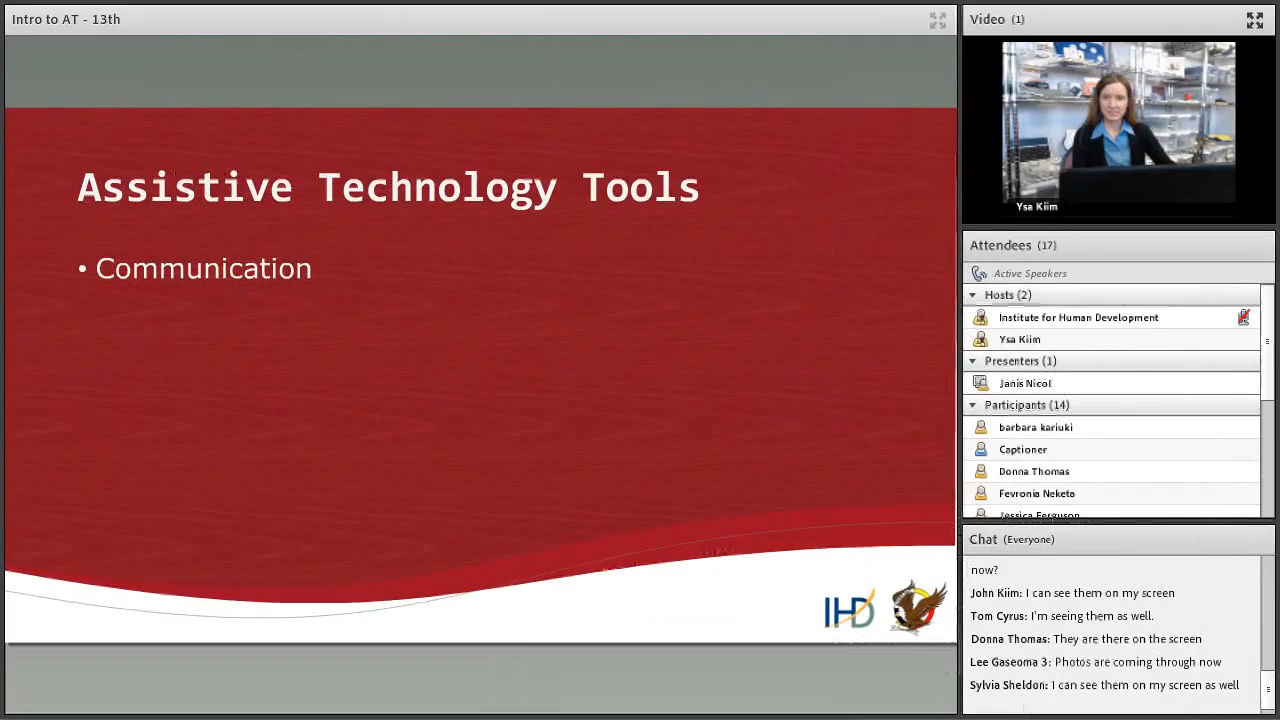 Intro to AT - 13th
Assistive Technology Tools
• Communication
IHD
Video (1)
Ysa Kiim
Attendees (17)
Active Speakers
Hosts (2)
Institute for Human Development
Ysa Kiim
Presenters (1)
Janis Nicol
Participants (14)
barbara kariuki
Captioner
Donna Thomas
Fevronia Neketa
Jessica Ferguson
Chat (Everyone)
now?
John Kiim: I can see them on my screen
Tom Cyrus: I'm seeing them as well.
Donna Thomas: They are there on the screen
Lee Gaseoma 3: Photos are coming through now
Sylvia Sheldon: I can see them on my screen as well